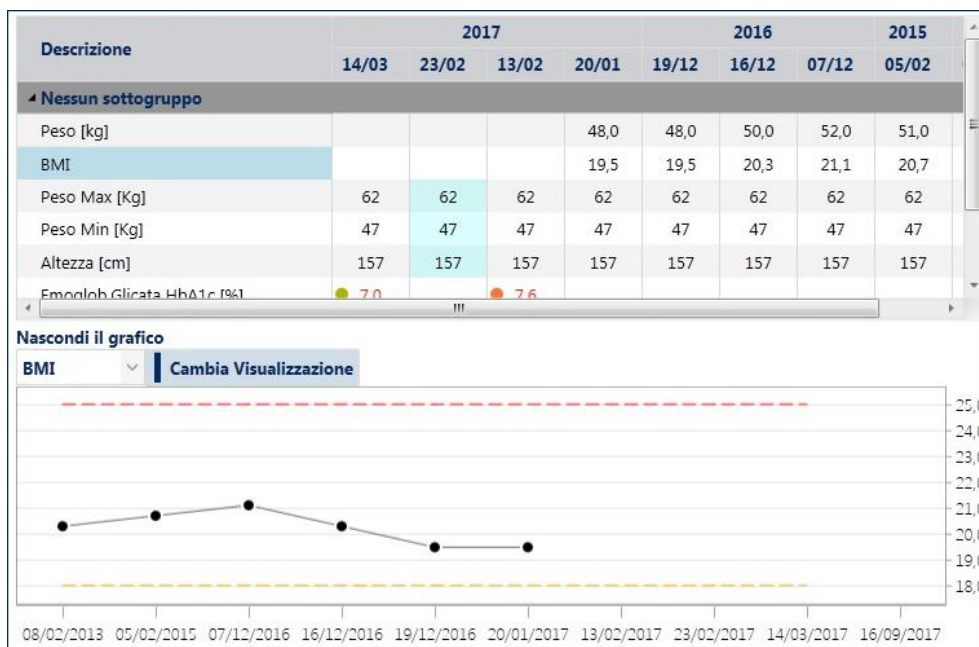 Descrizione 2017 2016 2015
14/03 23/02 13/02 20/01 19/12 16/12 07/12 05/02
Nessun sottogruppo
Peso [kg] 48,0 48,0 50,0 52,0 51,0
BMI 19,5 19,5 20,3 21,1 20,7
Peso Max [Kg] 62 62 62 62 62 62 62 62
Peso Min [Kg] 47 47 47 47 47 47 47 47
Altezza [cm] 157 157 157 157 157 157 157 157
Emoglob Glicata HbA1c [%] 7,0 7,6
Nascondi il grafico
BMI Cambia Visualizzazione
25,0
24,0
23,0
22,0
21,0
20,0
19,0
18,0
08/02/2013 05/02/2015 07/12/2016 16/12/2016 19/12/2016 20/01/2017 13/02/2017 23/02/2017 14/03/2017 16/09/2017